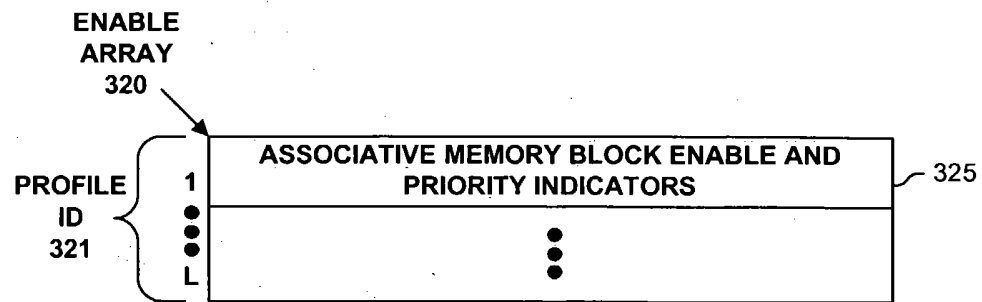 ENABLE
ARRAY
320
ASSOCIATIVE MEMORY BLOCK ENABLE AND
PRIORITY INDICATORS
325
PROFILE
ID
321
1
L